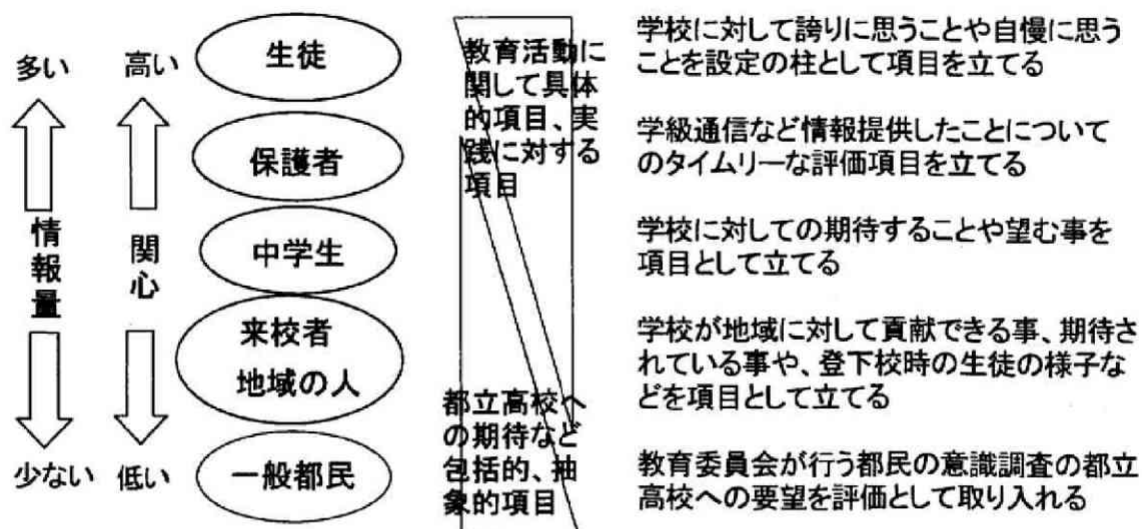 多い
高い
情報量
関心
少ない
低い
生徒
保護者
中学生
来校者
地域の人
一般都民
教育活動に
関して具体
的項目、実
践に対する
項目
都立高校へ
の期待など
包括的、抽
象的項目
学校に対して誇りに思うことや自慢に思う
ことを設定の柱として項目を立てる
学級通信など情報提供したことについて
のタイムリーな評価項目を立てる
学校に対しての期待することや望む事を
項目として立てる
学校が地域に対して貢献できる事、期待さ
れている事や、登下校時の生徒の様子な
どを項目として立てる
教育委員会が行う都民の意識調査の都立
高校への要望を評価として取り入れる